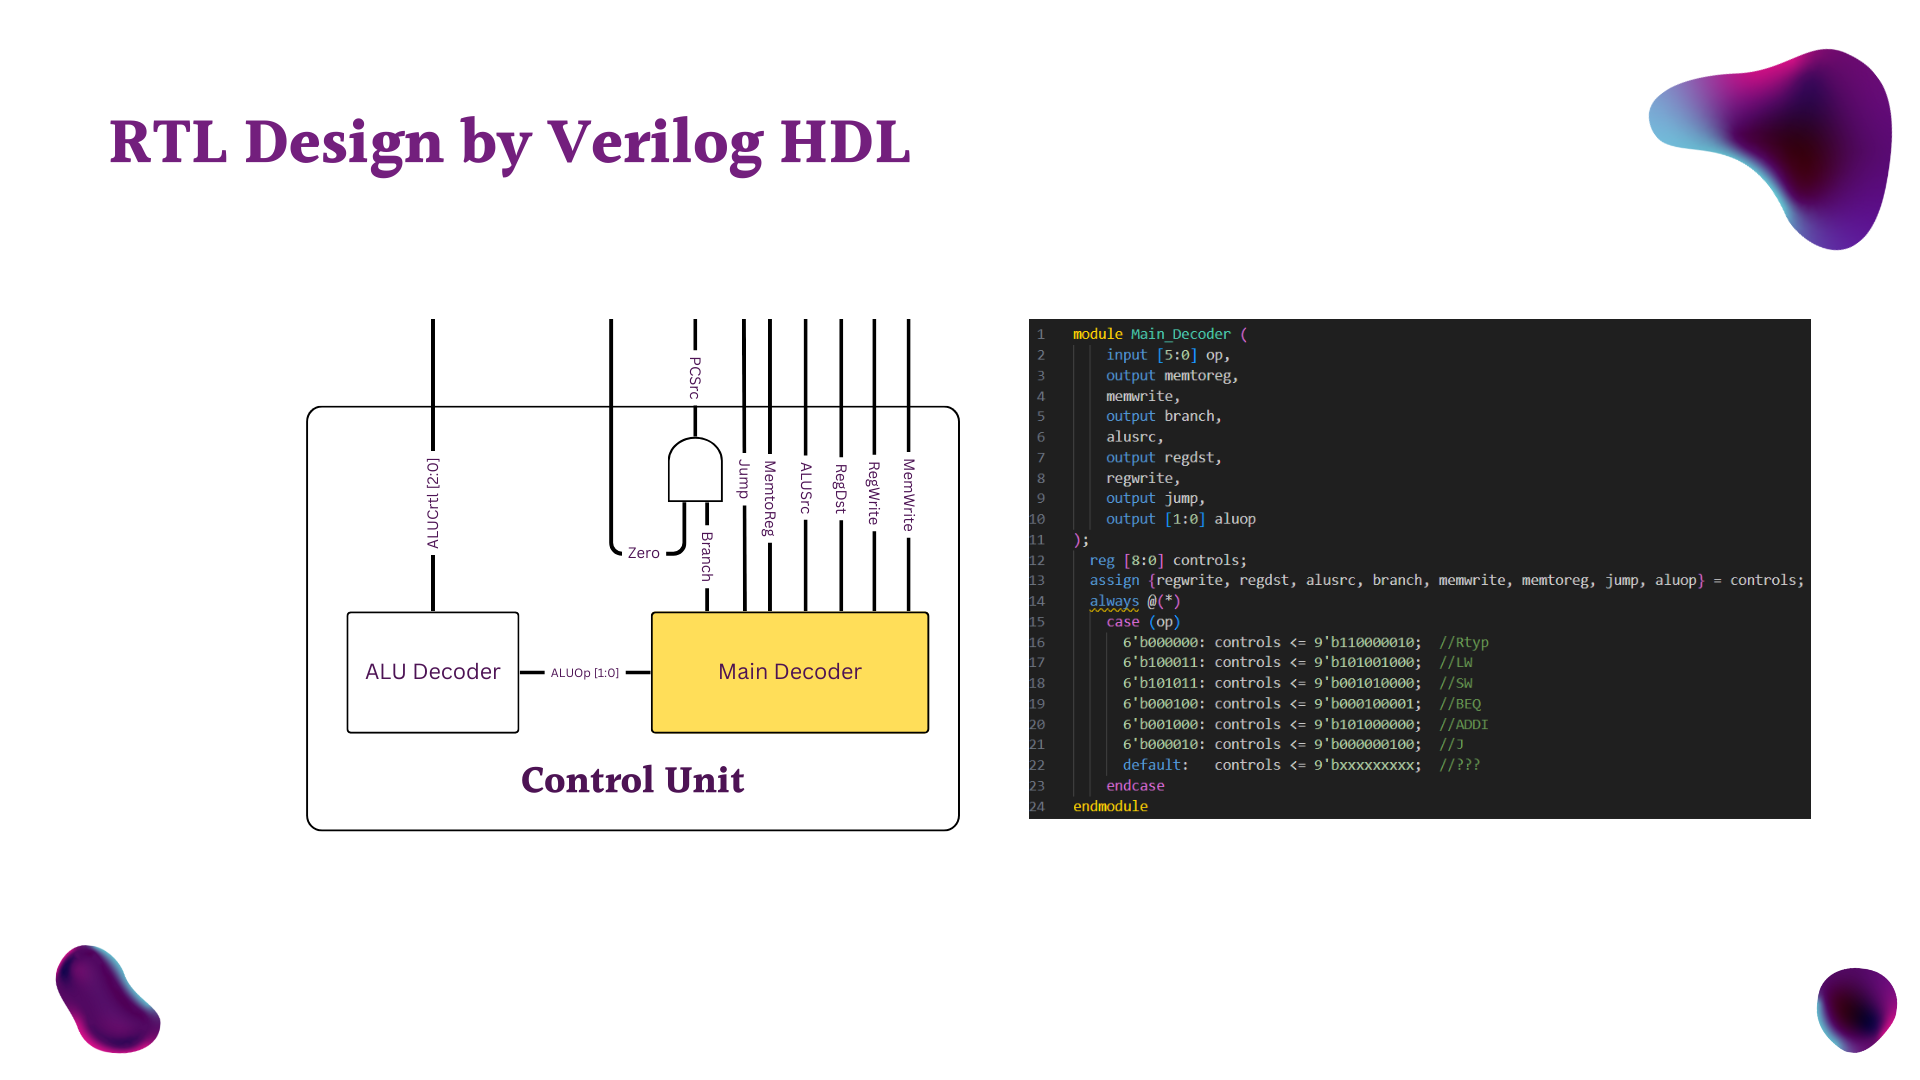 RTL Design by Verilog HDL
PCSrc
ALUCrtl [2:0]
Jump
MemtoReg
ALUSrc
RegDst
RegWrite
MemWrite
Zero
Branch
ALU Decoder
ALUOp [1:0]
Main Decoder
Control Unit
1 module Main_Decoder (
2 input [5:0] op,
3 output memtoreg,
4 memwrite,
5 output branch,
6 alusrc,
7 output regdst,
8 regwrite,
9 output jump,
10 output [1:0] aluop
11 );
12 reg [8:0] controls;
13 assign {regwrite, regdst, alusrc, branch, memwrite, memtoreg, jump, aluop} = controls;
14 always @(*)
15 case (op)
16 6'b000000: controls <= 9'b110000010; //Rtyp
17 6'b100011: controls <= 9'b101001000; //LW
18 6'b101011: controls <= 9'b001010000; //SW
19 6'b000100: controls <= 9'b000100001; //BEQ
20 6'b001000: controls <= 9'b101000000; //ADDI
21 6'b000010: controls <= 9'b000000100; //J
22 default: controls <= 9'bxxxxxxxxx; //???
23 endcase
24 endmodule